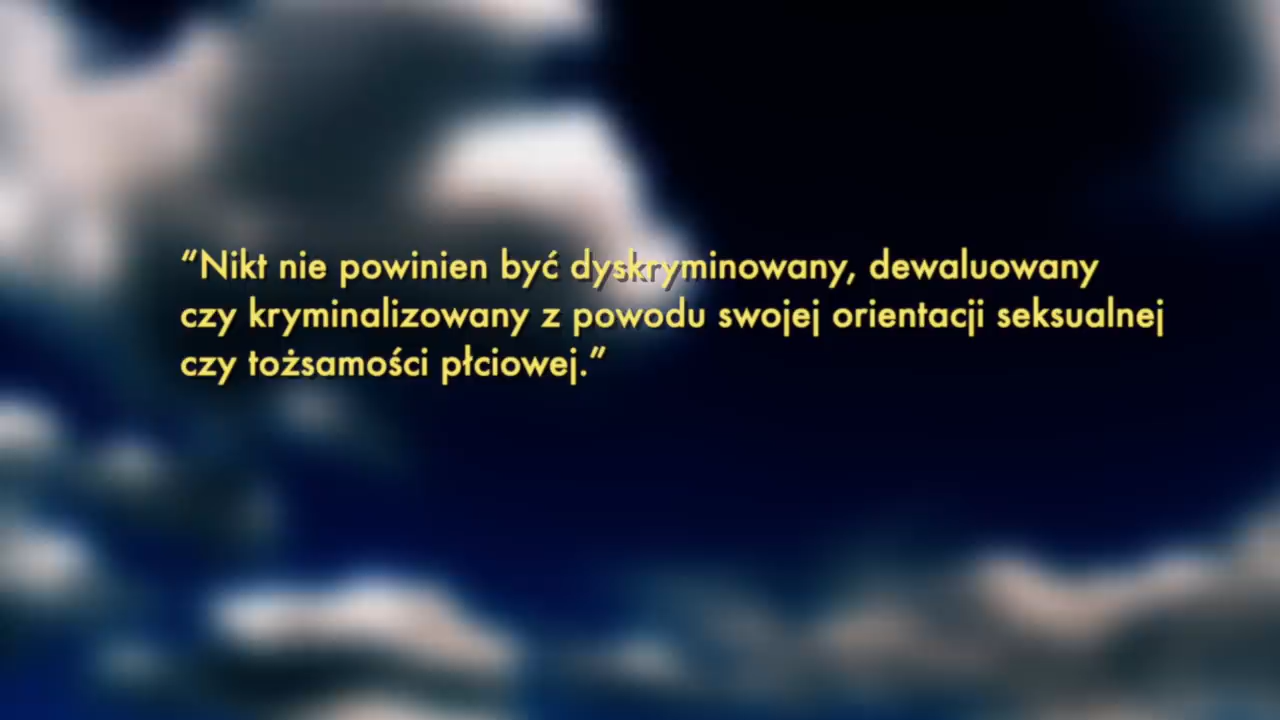 “Nikt nie powinien być dyskryminowany, dewaluowany
czy kryminalizowany z powodu swojej orientacji seksualnej
czy tożsamości płciowej.”